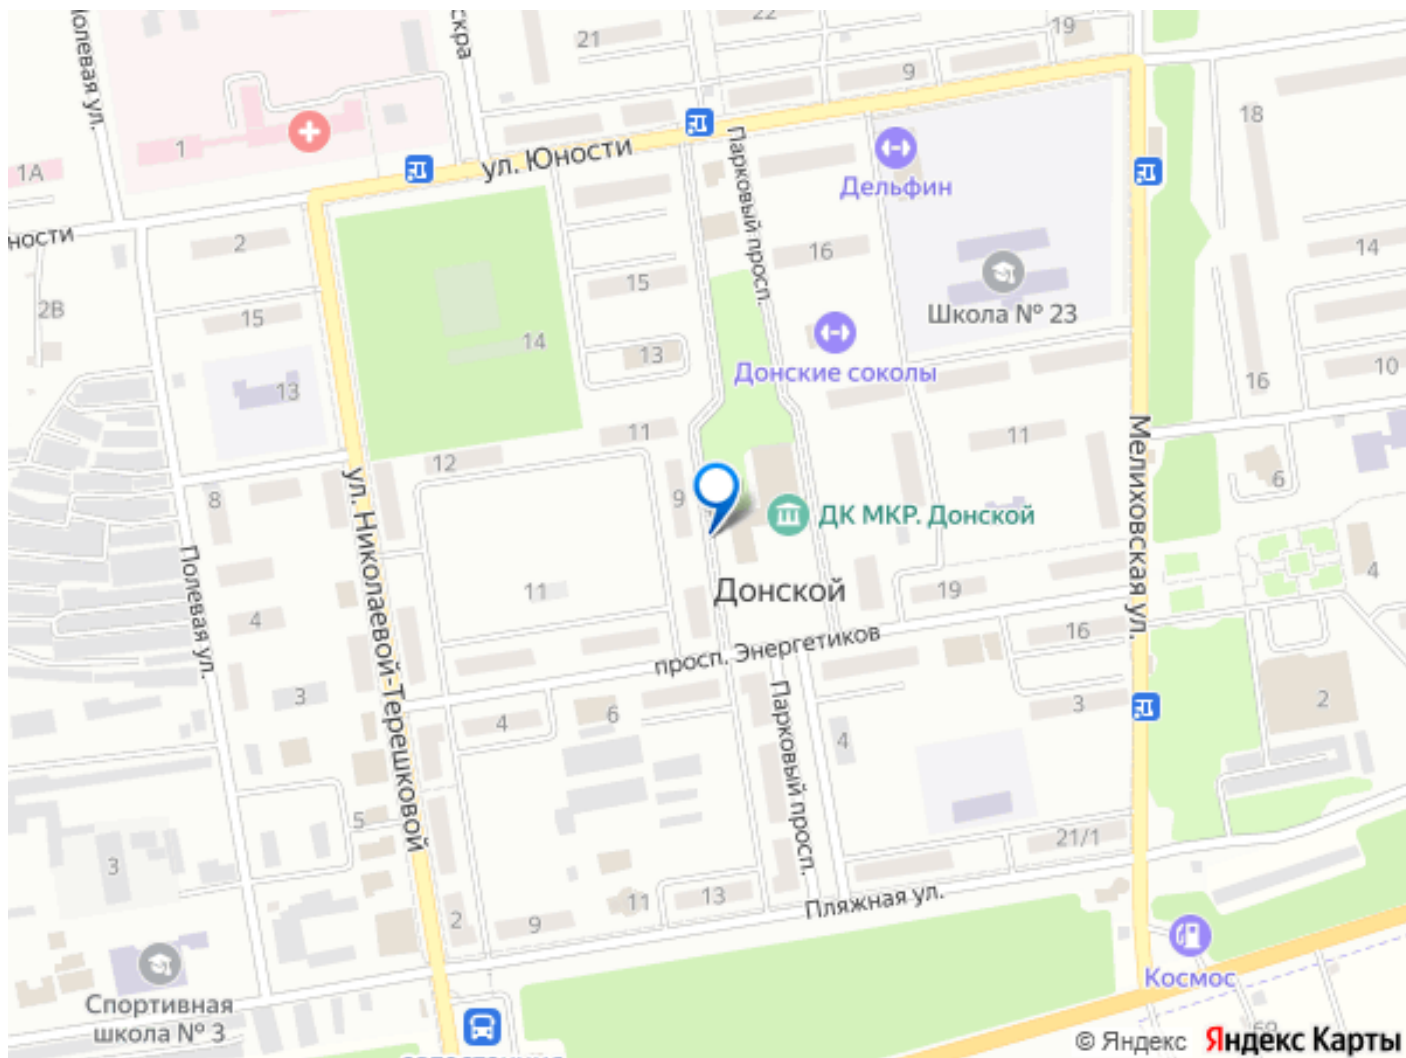 22
19
21
скра
Полевая ул.
9
18
1
ул. Юности
Парковый просп.
1А
Дельфин
ности
2
16
14
15
2В
Школа № 23
15
14
13
Донские соколы
10
16
13
11
11
Мелиховская ул.
12
6
8
9
ул. Николаевой-Терешковой
ДК МКР. Донской
Полевая ул.
4
11
Донской
19
4
16
просп. Энергетиков
3
Парковый просп.
2
3
4
6
4
5
21/1
3
13
11
2
9
Пляжная ул.
Космос
Спортивная
школа № 3
© Яндекс Яндекс Карты